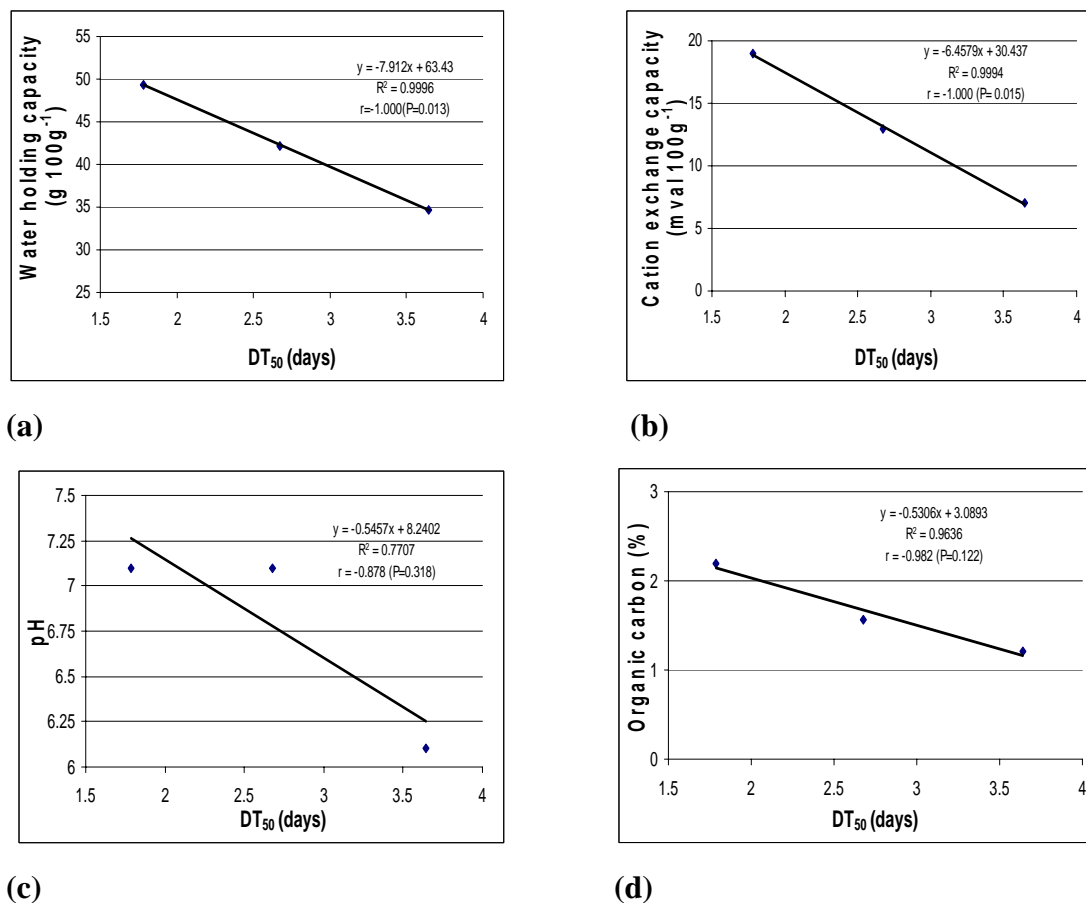 Water holding capacity
(g 100g⁻¹)
55
50
45
40
35
30
25
y = -7.912x + 63.43
R² = 0.9996
r=-1.000(P=0.013)
1.5 2 2.5 3 3.5 4
DT₅₀ (days)
(a)
Cation exchange capacity
(mval100g⁻¹)
20
15
10
5
0
y = -6.4579x + 30.437
R² = 0.9994
r = -1.000 (P= 0.015)
1.5 2 2.5 3 3.5 4
DT₅₀ (days)
(b)
pH
7.5
7.25
7
6.75
6.5
6.25
6
y = -0.5457x + 8.2402
R² = 0.7707
r = -0.878 (P=0.318)
1.5 2 2.5 3 3.5 4
DT₅₀ (days)
(c)
Organic carbon (%)
3
2
1
0
y = -0.5306x + 3.0893
R² = 0.9636
r = -0.982 (P=0.122)
1.5 2 2.5 3 3.5 4
DT₅₀ (days)
(d)